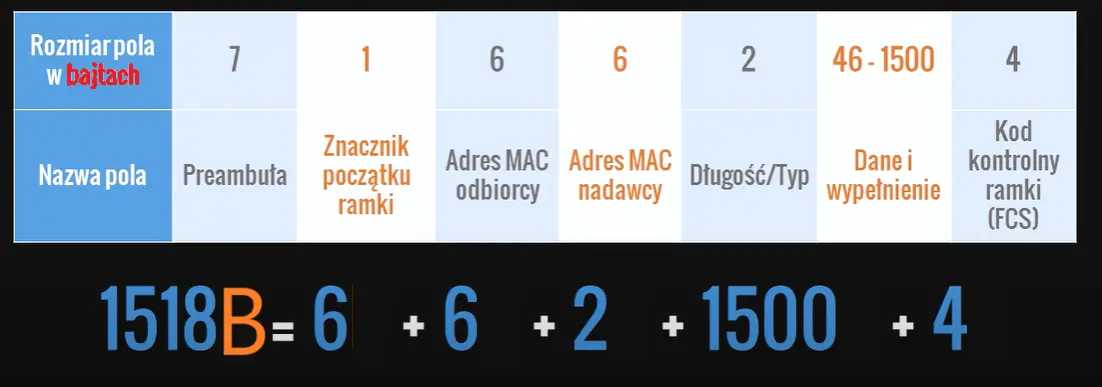 Rozmiar pola
w bajtach
7
1
6
6
2
46 - 1500
4
Nazwa pola
Preambuła
Znacznik
początku
ramki
Adres MAC
odbiorcy
Adres MAC
nadawcy
Długość/Typ
Dane i
wypełnienie
Kod
kontrolny
ramki
(FCS)
1518B = 6 + 6 + 2 + 1500 + 4